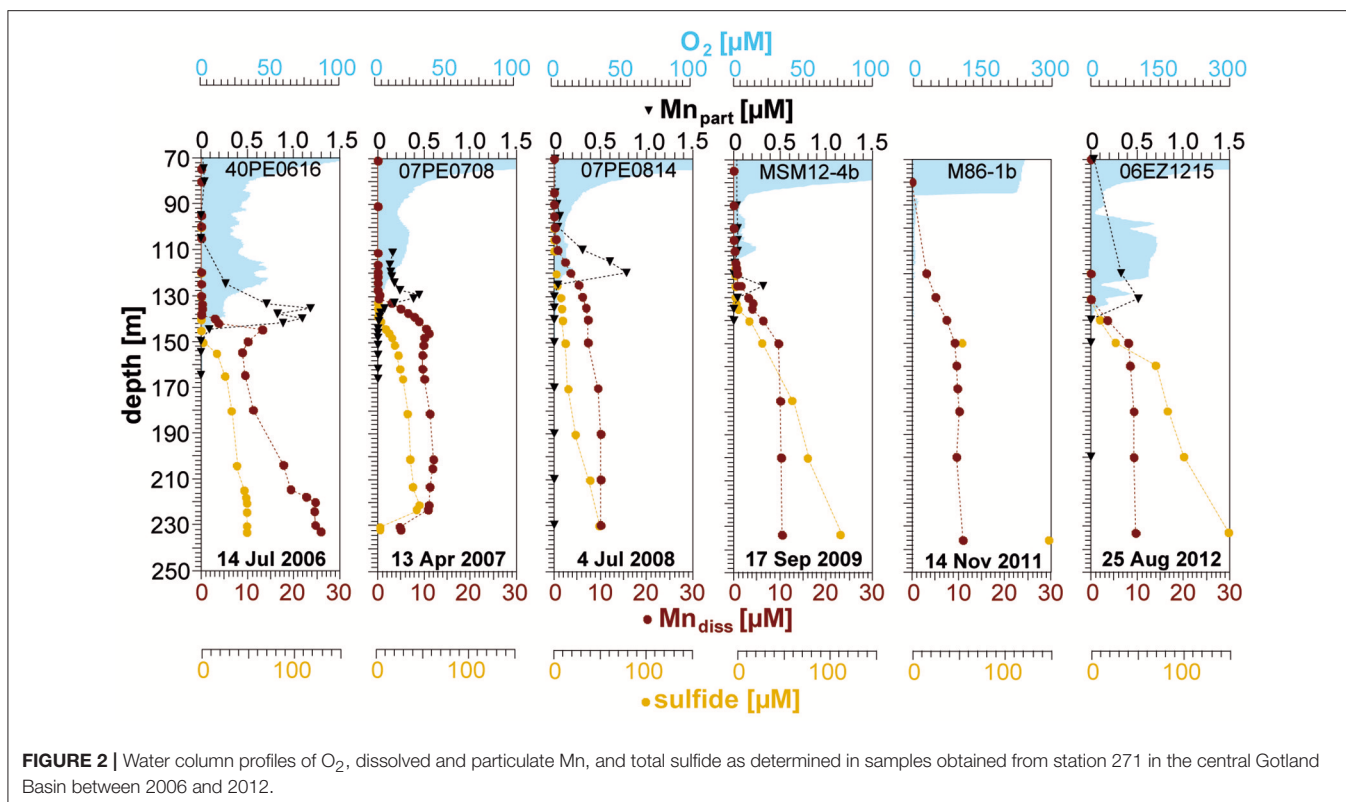 O₂ [µM]
0 50 100 0 50 100 0 50 100 0 50 100 0 150 300 0 150 300
▼ Mn_part [µM]
0 0.5 1.0 1.5 0 0.5 1.0 1.5 0 0.5 1.0 1.5 0 0.5 1.0 1.5 0 0.5 1.0 1.5
40PE0616 07PE0708 07PE0814 MSM12-4b M86-1b 06EZ1215
depth [m]
70
90
110
130
150
170
190
210
230
250
14 Jul 2006 13 Apr 2007 4 Jul 2008 17 Sep 2009 14 Nov 2011 25 Aug 2012
0 10 20 30 0 10 20 30 0 10 20 30 0 10 20 30 0 10 20 30 0 10 20 30
● Mn_diss [µM]
0 100 0 100 0 100 0 100 0 100 0 100
● sulfide [µM]
FIGURE 2 | Water column profiles of O₂, dissolved and particulate Mn, and total sulfide as determined in samples obtained from station 271 in the central Gotland
Basin between 2006 and 2012.